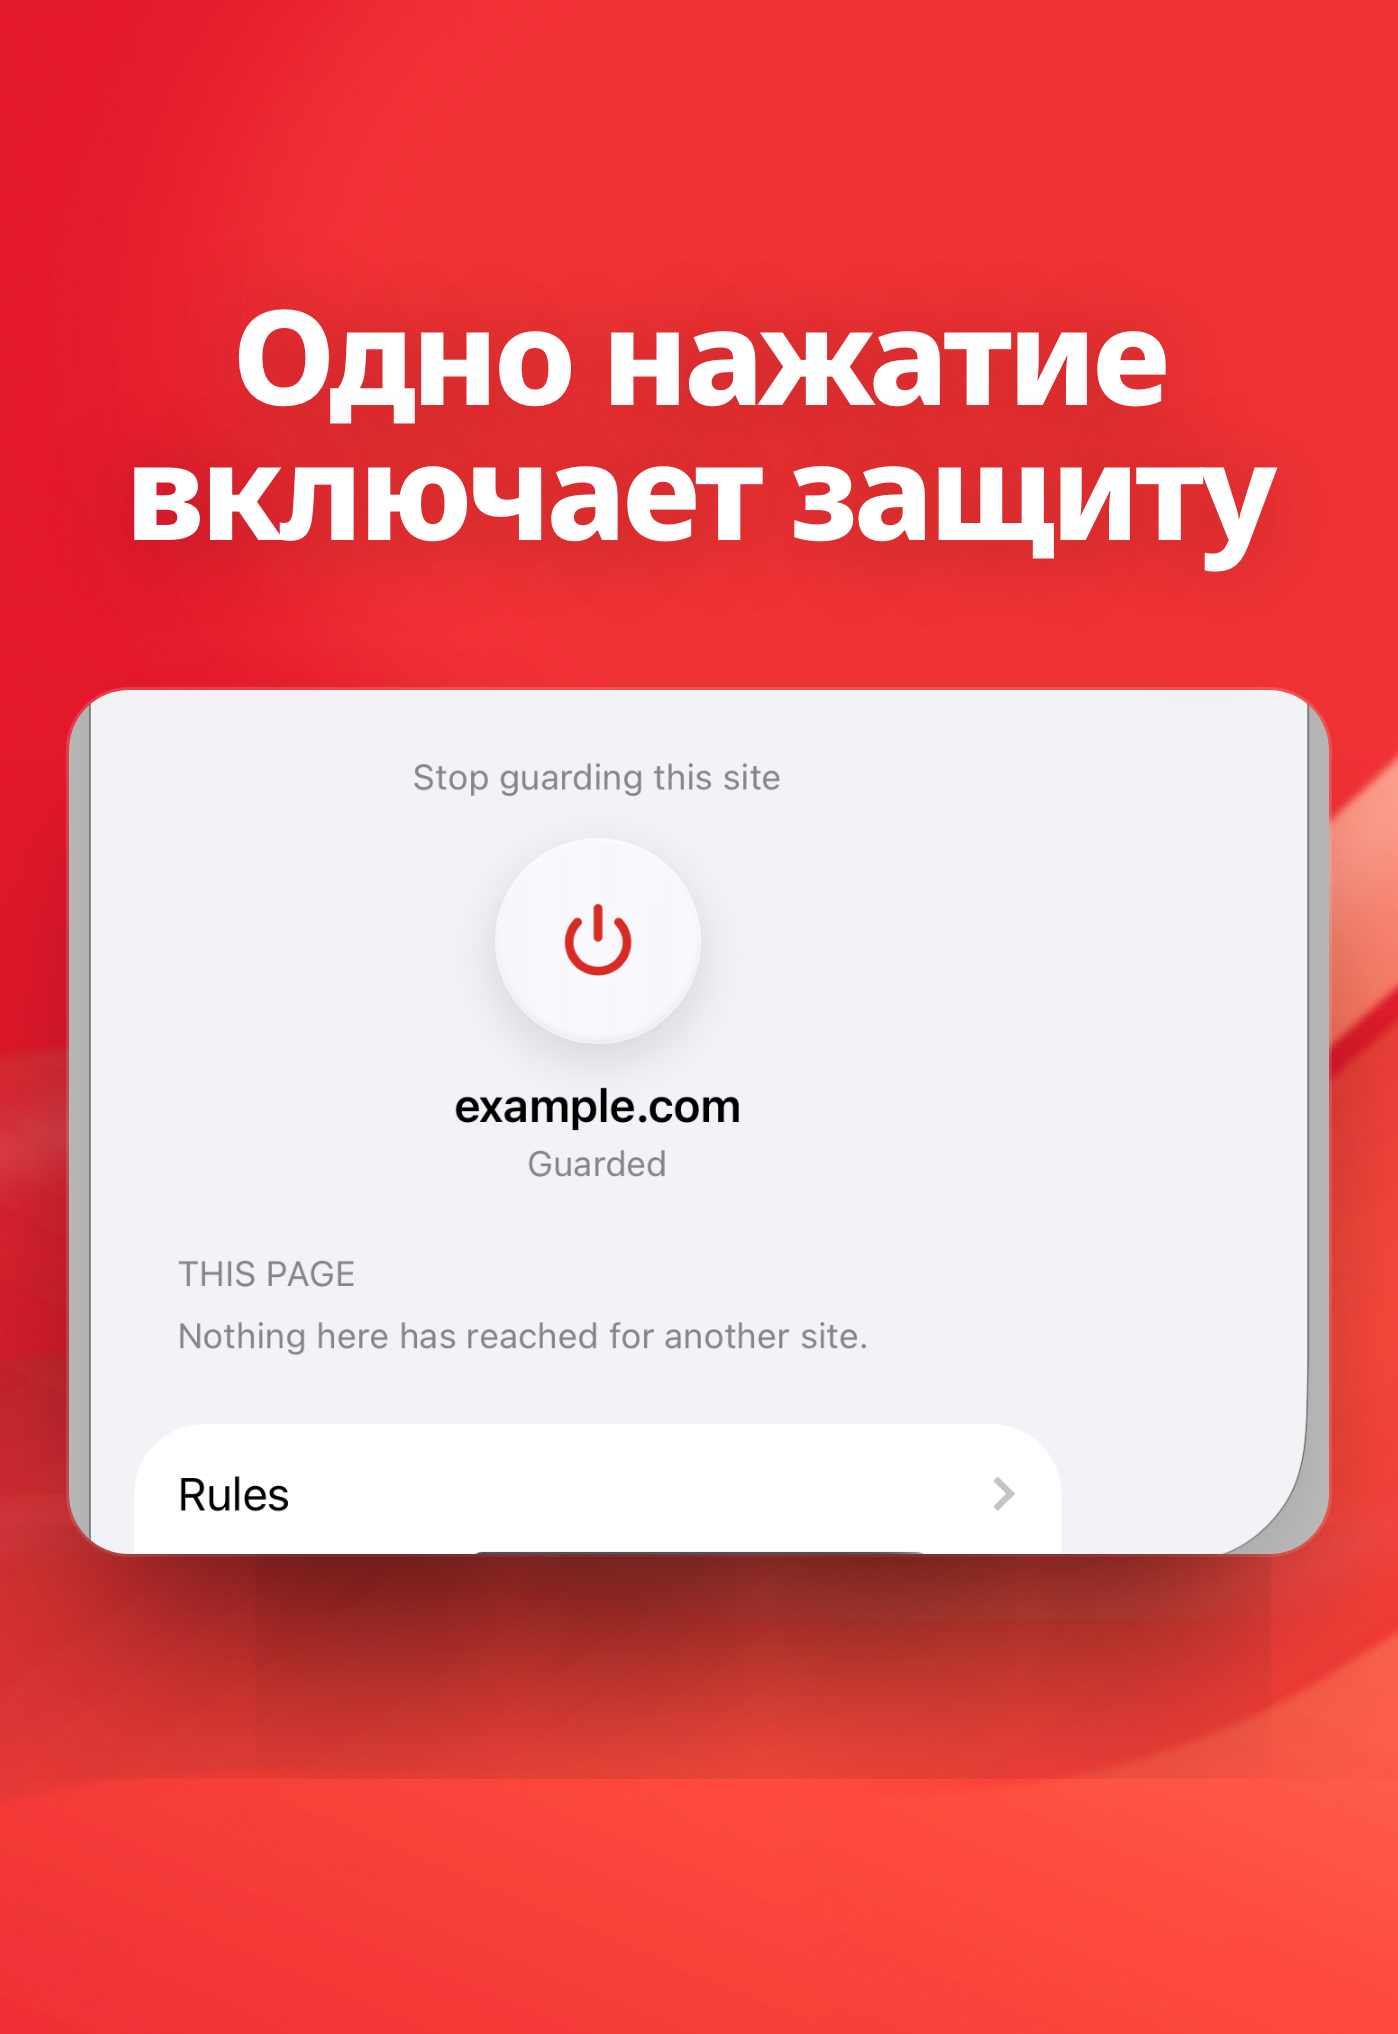 Одно нажатие
включает защиту
Stop guarding this site
example.com
Guarded
THIS PAGE
Nothing here has reached for another site.
Rules